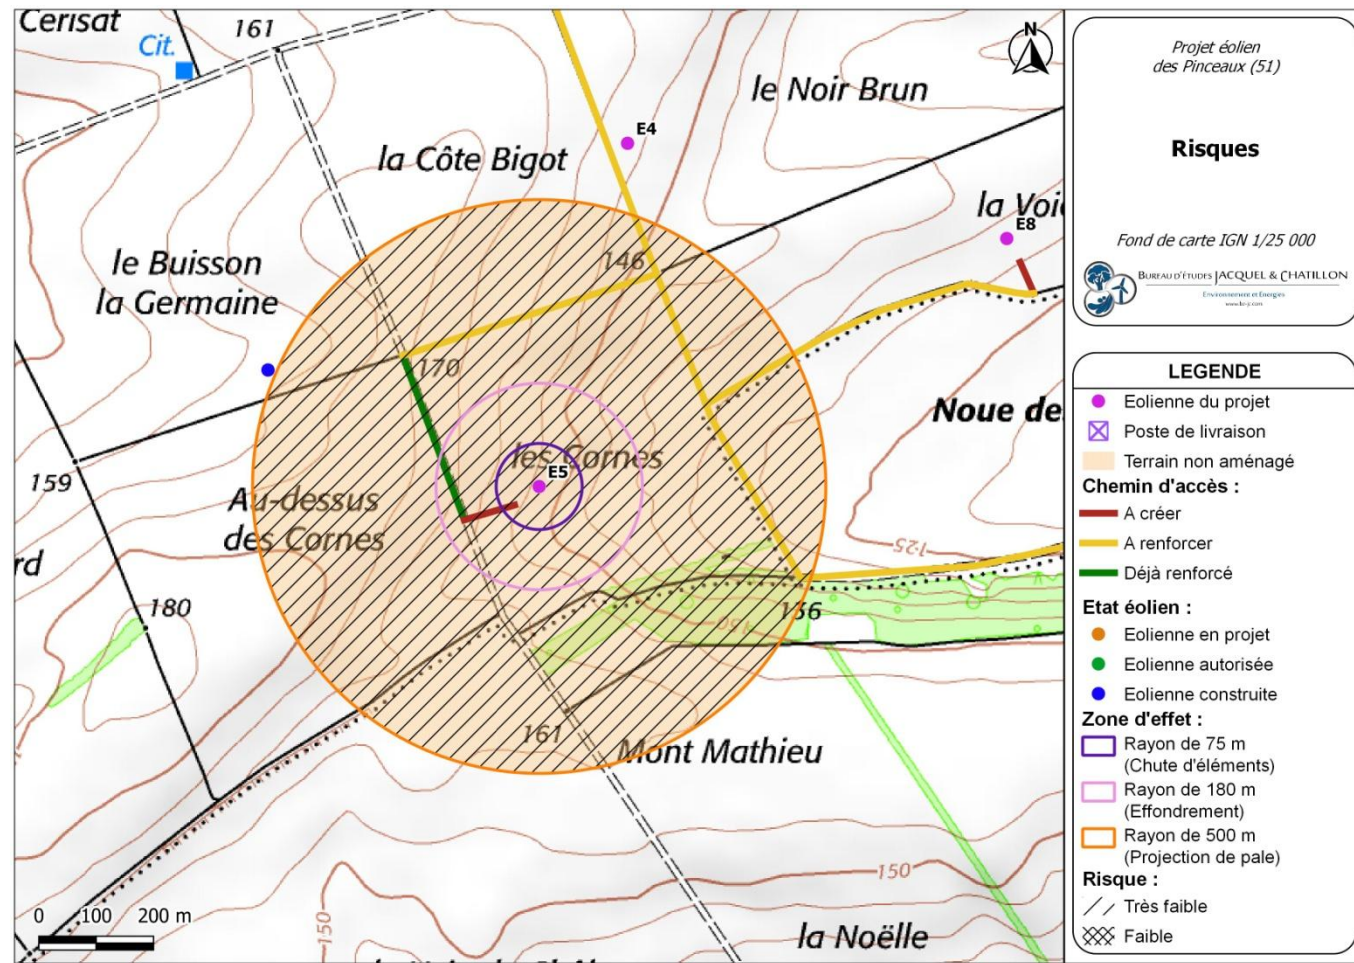 Cerisat
161
Cit.
N
le Noir Brun
E4
la Côte Bigot
la Voi
E8
le Buisson
la Germaine
146
170
Noue de
les Cornes
E5
159
Au-dessus
des Cornes
125
rd
180
136
150
161
Mont Mathieu
150
150
la Noëlle
0 100 200 m
Projet éolien
des Pinceaux (51)
Risques
Fond de carte IGN 1/25 000
BUREAU D'ÉTUDES JACQUEL & CHATILLON
Environnement et Energies
LEGENDE
Eolienne du projet
Poste de livraison
Terrain non aménagé
Chemin d'accès :
A créer
A renforcer
Déjà renforcé
Etat éolien :
Eolienne en projet
Eolienne autorisée
Eolienne construite
Zone d'effet :
Rayon de 75 m
(Chute d'éléments)
Rayon de 180 m
(Effondrement)
Rayon de 500 m
(Projection de pale)
Risque :
Très faible
Faible